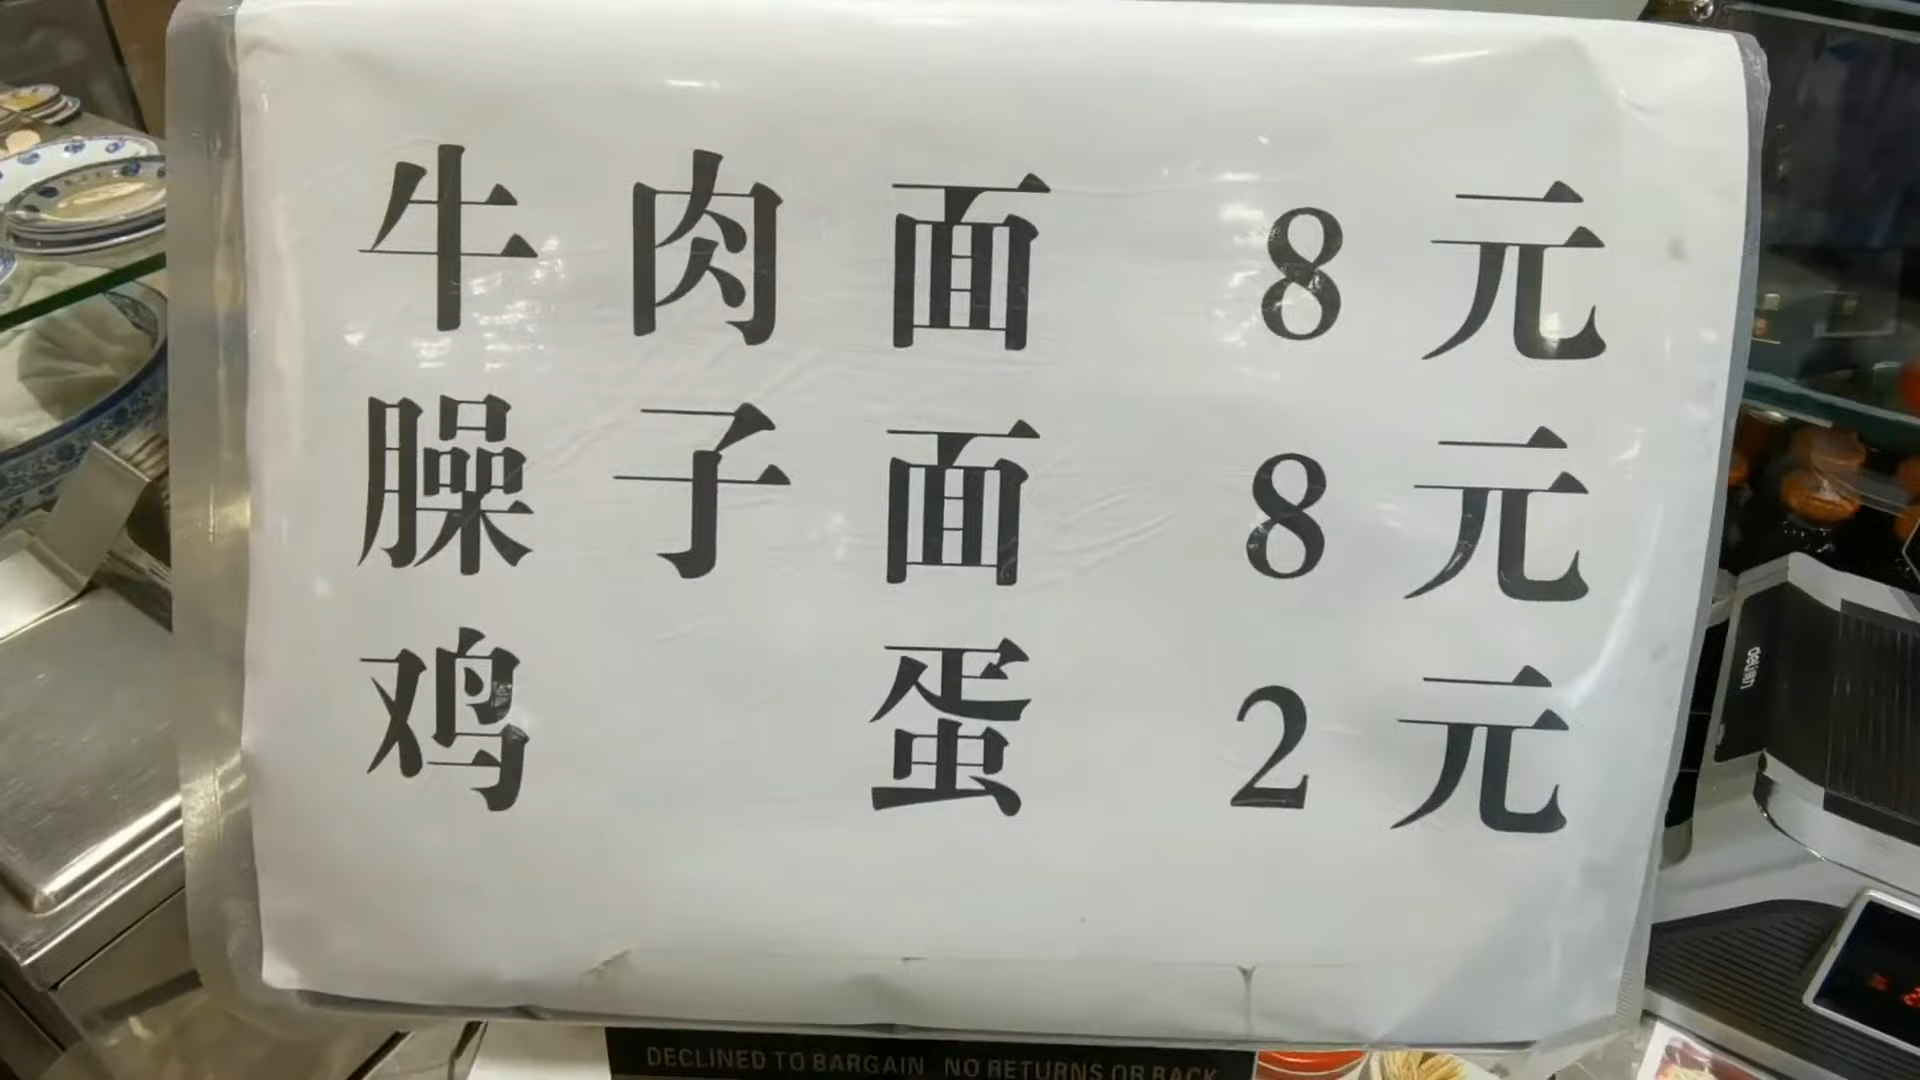 牛肉面 8元
臊子面 8元
鸡 蛋 2元
DECLINED TO BARGAIN NO RETURNS OR BACK